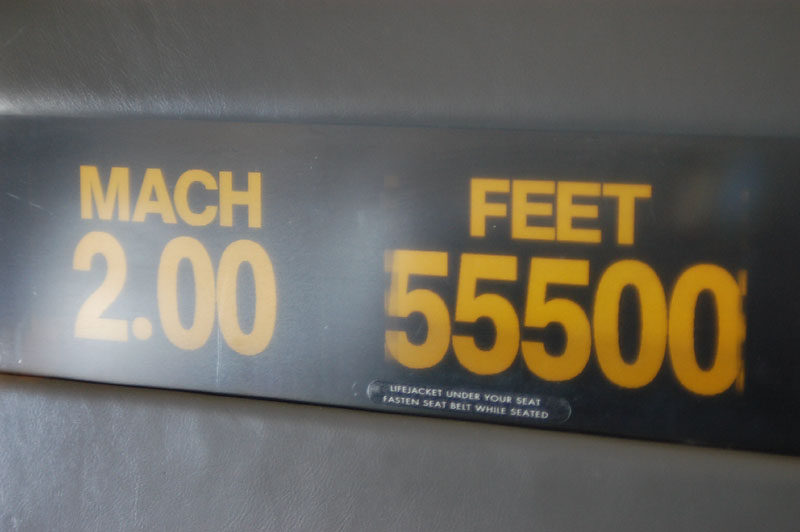 MACH
2.00
FEET
55500
LIFEJACKET UNDER YOUR SEAT
FASTEN SEAT BELT WHILE SEATED